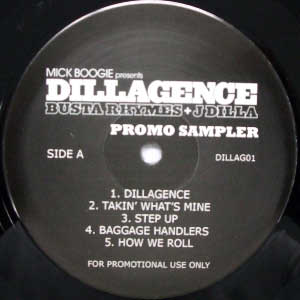 MICK BOOGIE presents
DILLAGENCE
BUSTA RHYMES + J DILLA
PROMO SAMPLER
SIDE A
DILLAG01
1. DILLAGENCE
2. TAKIN' WHAT'S MINE
3. STEP UP
4. BAGGAGE HANDLERS
5. HOW WE ROLL
FOR PROMOTIONAL USE ONLY